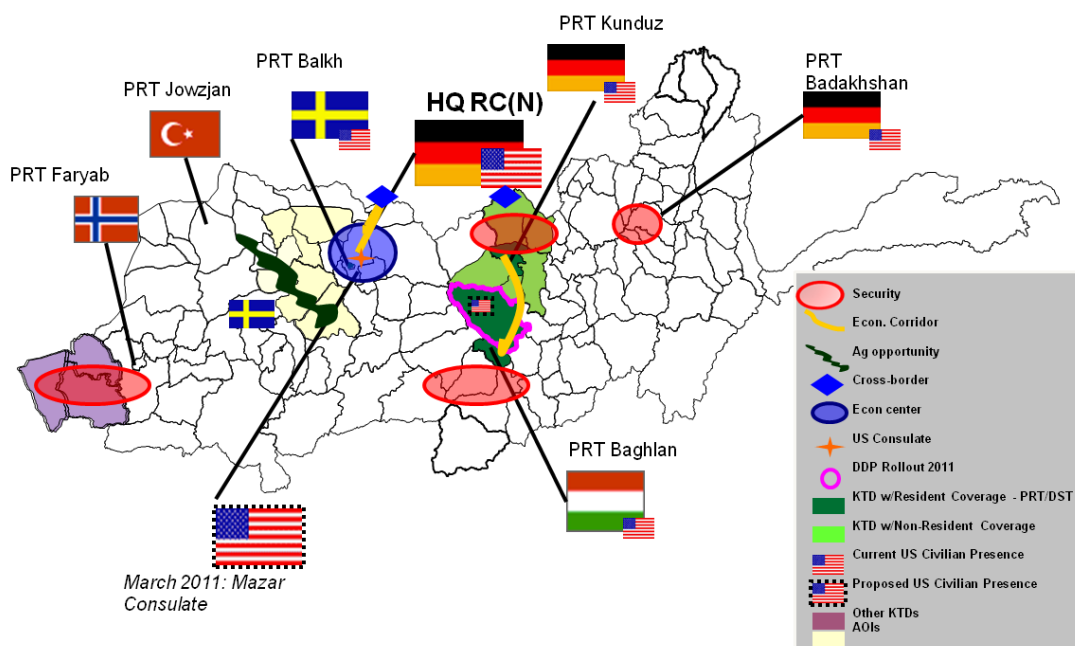 PRT Kunduz
PRT Balkh
PRT
Badakhshan
HQ RC(N)
PRT Jowzjan
PRT Faryab
PRT Baghlan
March 2011: Mazar
Consulate
Security
Econ. Corridor
Ag opportunity
Cross-border
Econ center
US Consulate
DDP Rollout 2011
KTD w/Resident Coverage - PRT/DST
KTD w/Non-Resident Coverage
Current US Civilian Presence
Proposed US Civilian Presence
Other KTDs
AOIs